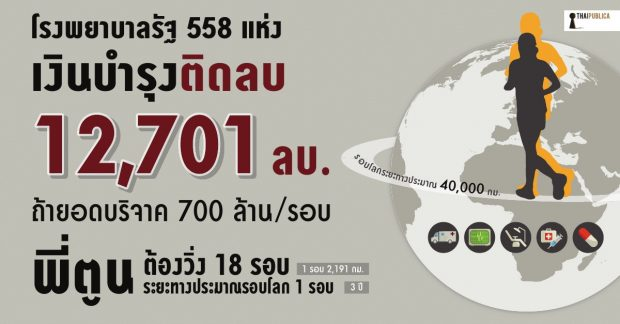 THAIPUBLICA
โรงพยาบาลรัฐ 558 แห่ง
เงินบำรุงติดลบ
12,701 ลบ.
รอบโลกระยะทางประมาณ 40,000 กม.
ถ้ายอดบริจาค 700 ล้าน/รอบ
พี่ตูน ต้องวิ่ง 18 รอบ 1 รอบ 2,191 กม.
ระยะทางประมาณรอบโลก 1 รอบ 3 ปี